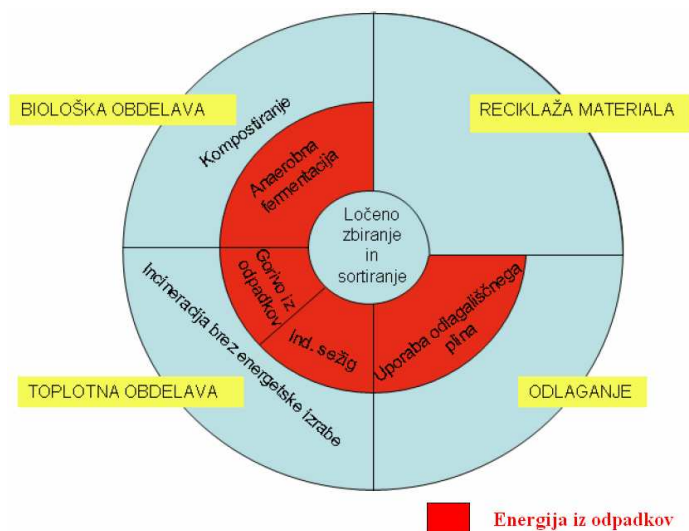 BIOLOŠKA OBDELAVA
RECIKLAŽA MATERIALA
Kompostiranje
Anaerobna
fermentacija
Ločeno
zbiranje
in
sortiranje
Gorivo iz
odpadkov
Ind. sežig
Uporaba odlagališčnega
plina
Incineracija brez energetske izrabe
TOPLOTNA OBDELAVA
ODLAGANJE
Energija iz odpadkov